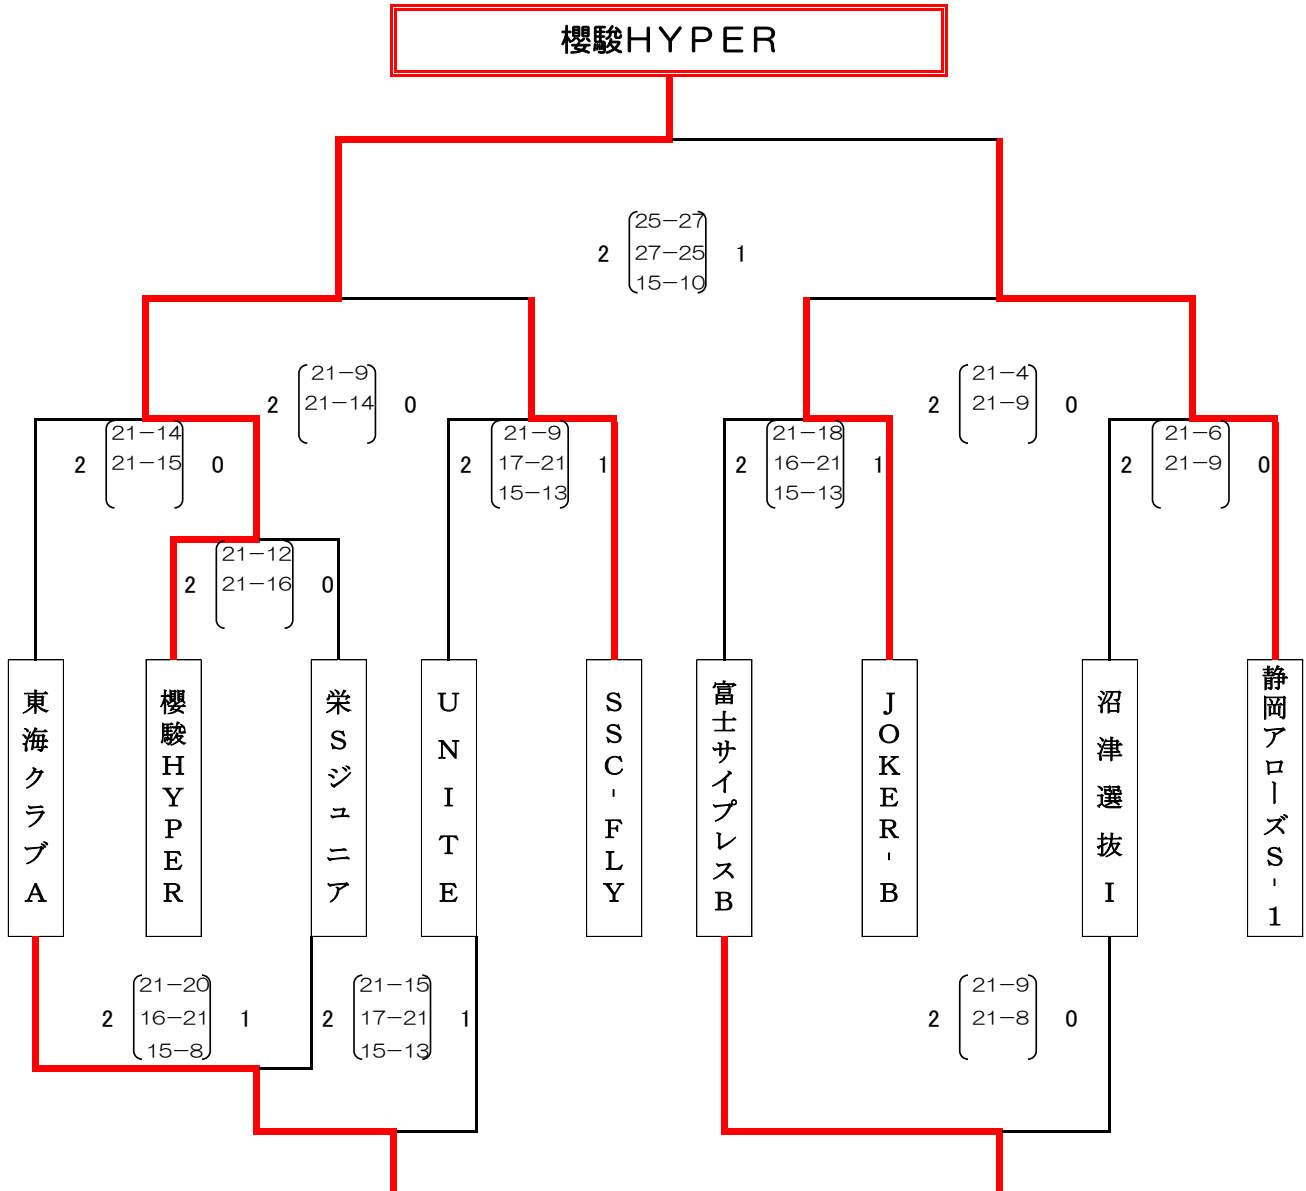 櫻駿ＨＹＰＥＲ
25－27
2 27－25 1
15－10
21－9
2 21－14 0
21－4
2 21－9 0
21－14
2 21－15 0
21－9
2 17－21 1
15－13
21－18
2 16－21 1
15－13
21－6
2 21－9 0
21－12
2 21－16 0
東海クラブＡ
櫻駿ＨＹＰＥＲ
栄Ｓジュニア
ＵＮＩＴＥ
ＳＳＣ-ＦＬＹ
富士サイプレスＢ
ＪＯＫＥＲ-Ｂ
沼津選抜Ｉ
静岡アローズＳ-１
21－20
2 16－21 1
15－8
21－15
2 17－21 1
15－13
21－9
2 21－8 0